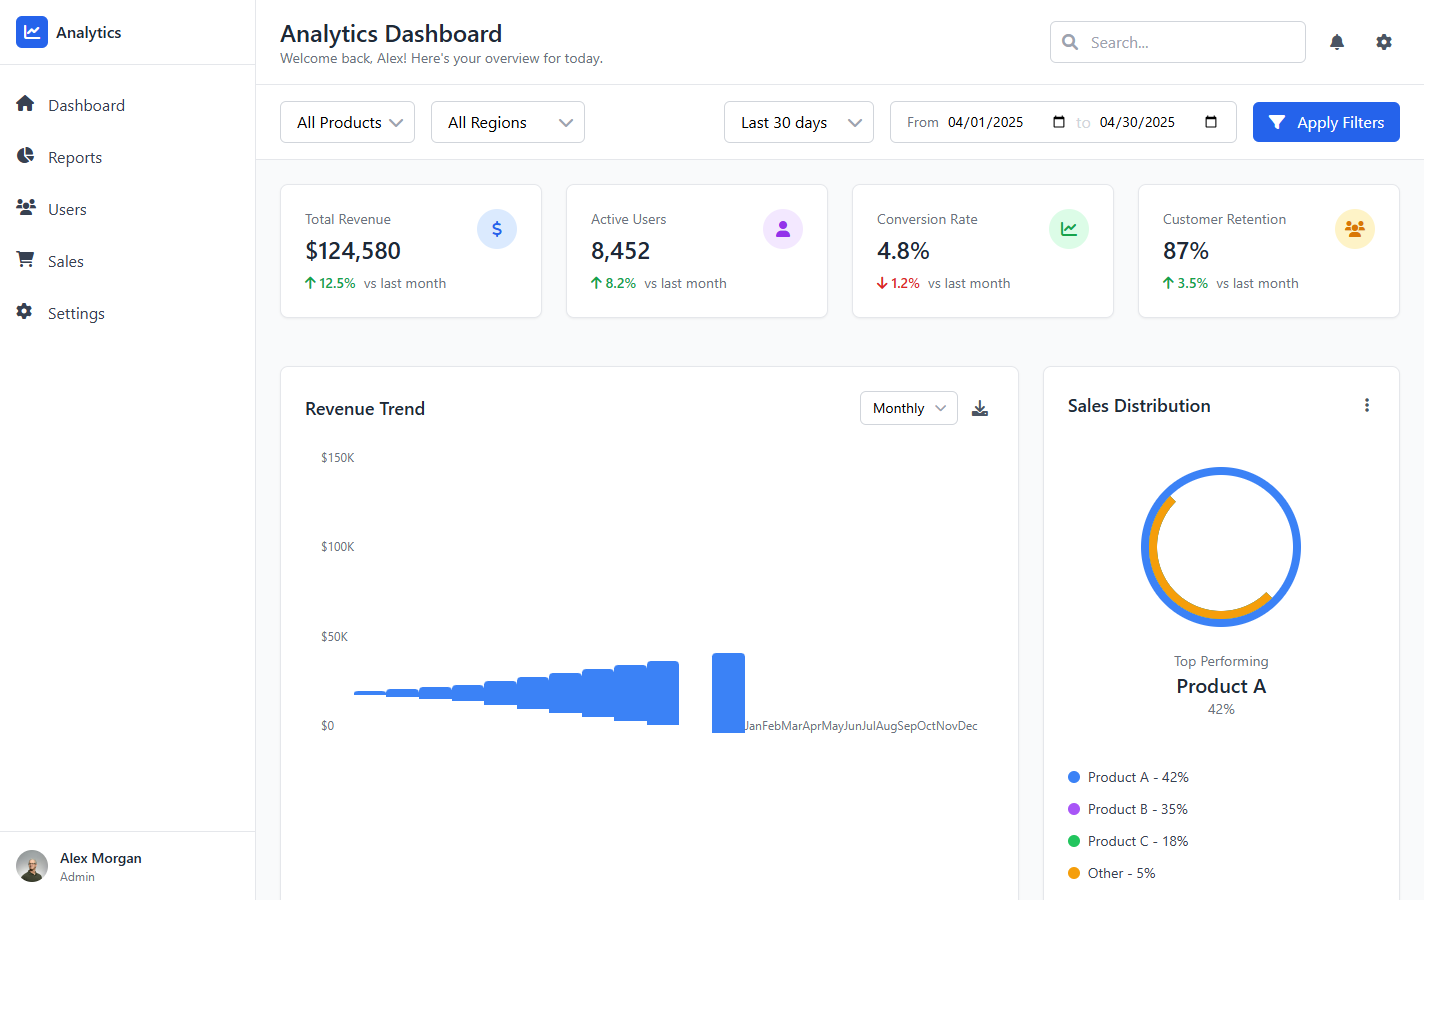 Analytics
Dashboard
Reports
Users
Sales
Settings
Alex Morgan
Admin
Analytics Dashboard
Welcome back, Alex! Here's your overview for today.
Search...
All Products
All Regions
Last 30 days
From 04/01/2025 to 04/30/2025
Apply Filters
Total Revenue
$124,580
12.5% vs last month
Active Users
8,452
8.2% vs last month
Conversion Rate
4.8%
1.2% vs last month
Customer Retention
87%
3.5% vs last month
Revenue Trend
Monthly
$150K
$100K
$50K
$0
JanFebMarAprMayJunJulAugSepOctNovDec
Sales Distribution
Top Performing
Product A
42%
Product A - 42%
Product B - 35%
Product C - 18%
Other - 5%